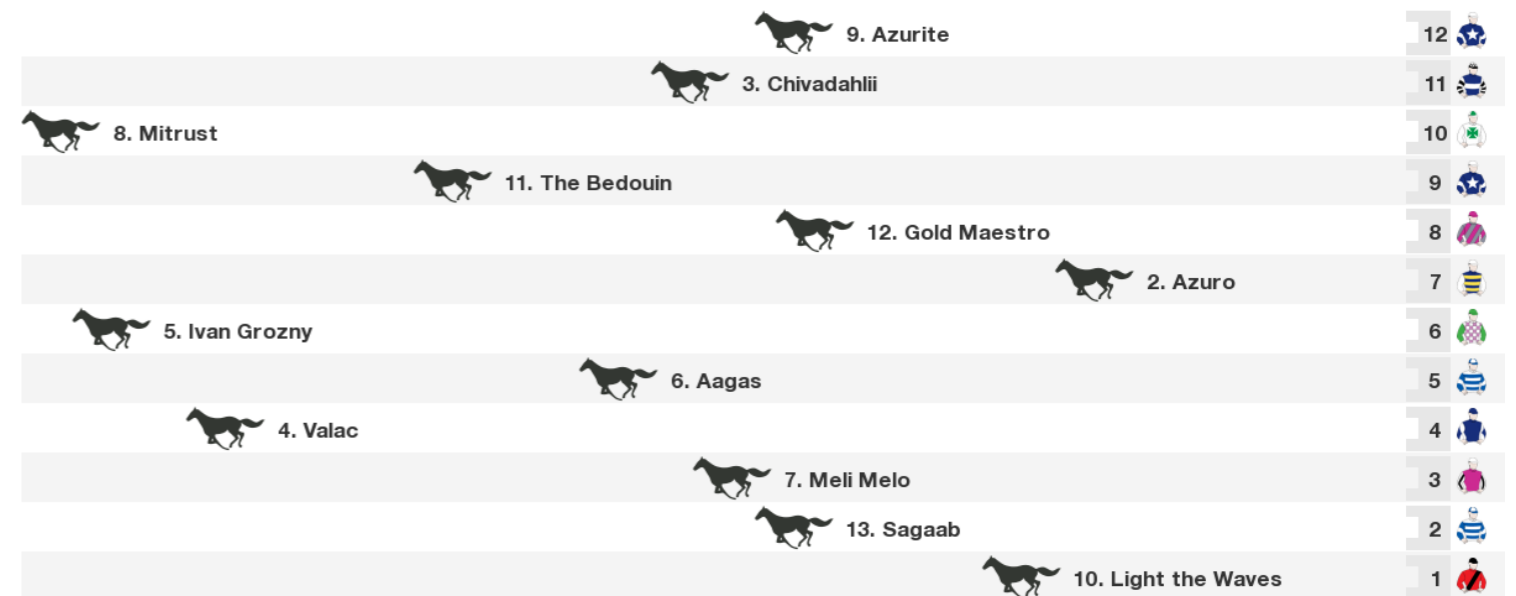 9. Azurite 12
3. Chivadahlii 11
8. Mitrust 10
11. The Bedouin 9
12. Gold Maestro 8
2. Azuro 7
5. Ivan Grozny 6
6. Aagas 5
4. Valac 4
7. Meli Melo 3
13. Sagaab 2
10. Light the Waves 1